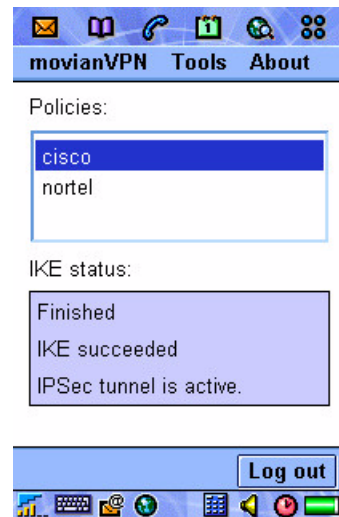 movianVPN Tools About
Policies:
cisco
nortel
IKE status:
Finished
IKE succeeded
IPSec tunnel is active.
Log out